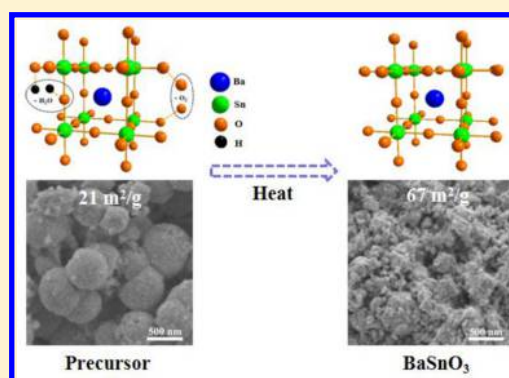 - H₂O
- O₂
Ba
Sn
O
H
Heat
21 m²/g
67 m²/g
500 nm
500 nm
Precursor
BaSnO₃